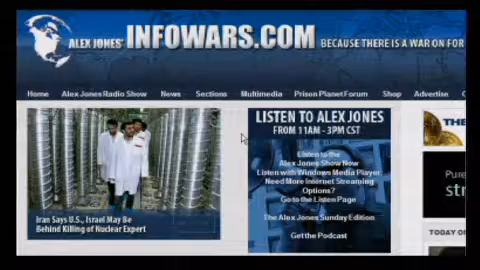 ALEX JONES' INFOWARS.COM BECAUSE THERE IS A WAR ON FOR
Home Alex Jones Radio Show News Sections Multimedia Prison Planet Forum Shop Advertise C
LISTEN TO ALEX JONES
FROM 11AM - 3PM CST
Listen to the
Alex Jones Show Now
Listen with Windows Media Player
Need More Internet Streaming
Options?
Go to the Listen Page
The Alex Jones Sunday Edition
Get the Podcast
Iran Says U.S., Israel May Be
Behind Killing of Nuclear Expert
THE
Pure
st
TODAY O